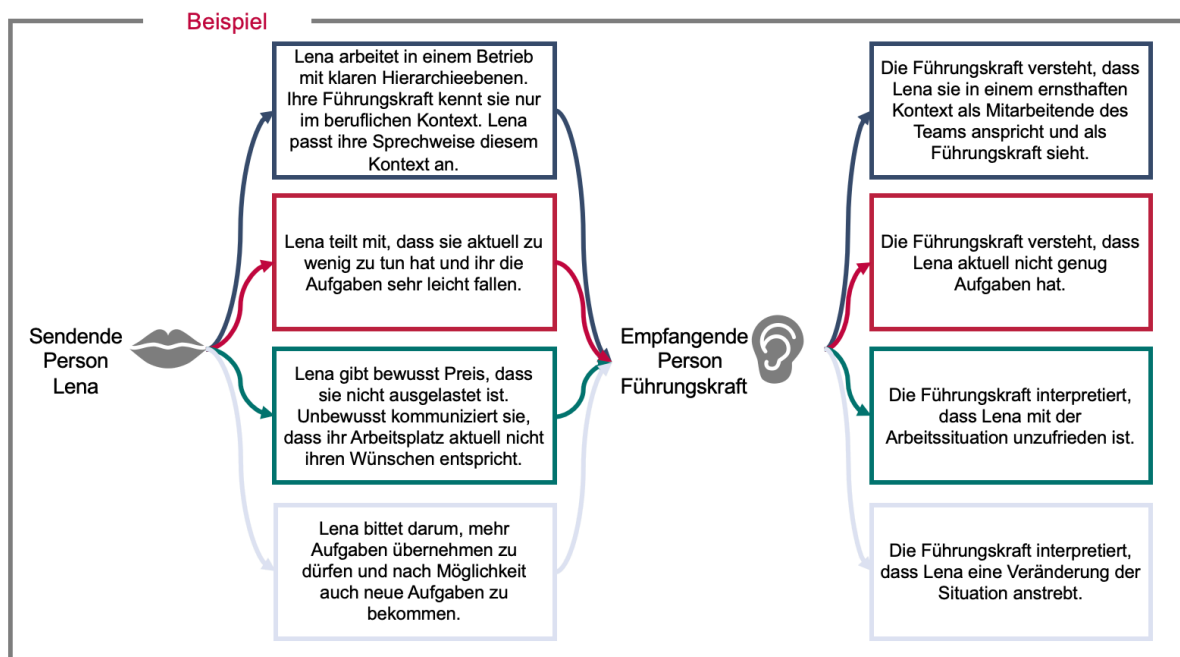 Beispiel
Lena arbeitet in einem Betrieb
mit klaren Hierarchieebenen.
Ihre Führungskraft kennt sie nur
im beruflichen Kontext. Lena
passt ihre Sprechweise diesem
Kontext an.
Die Führungskraft versteht, dass
Lena sie in einem ernsthaften
Kontext als Mitarbeitende des
Teams anspricht und als
Führungskraft sieht.
Lena teilt mit, dass sie aktuell zu
wenig zu tun hat und ihr die
Aufgaben sehr leicht fallen.
Die Führungskraft versteht, dass
Lena aktuell nicht genug
Aufgaben hat.
Sendende
Person
Lena
Empfangende
Person
Führungskraft
Lena gibt bewusst Preis, dass
sie nicht ausgelastet ist.
Unbewusst kommuniziert sie,
dass ihr Arbeitsplatz aktuell nicht
ihren Wünschen entspricht.
Die Führungskraft interpretiert,
dass Lena mit der
Arbeitssituation unzufrieden ist.
Lena bittet darum, mehr
Aufgaben übernehmen zu
dürfen und nach Möglichkeit
auch neue Aufgaben zu
bekommen.
Die Führungskraft interpretiert,
dass Lena eine Veränderung der
Situation anstrebt.